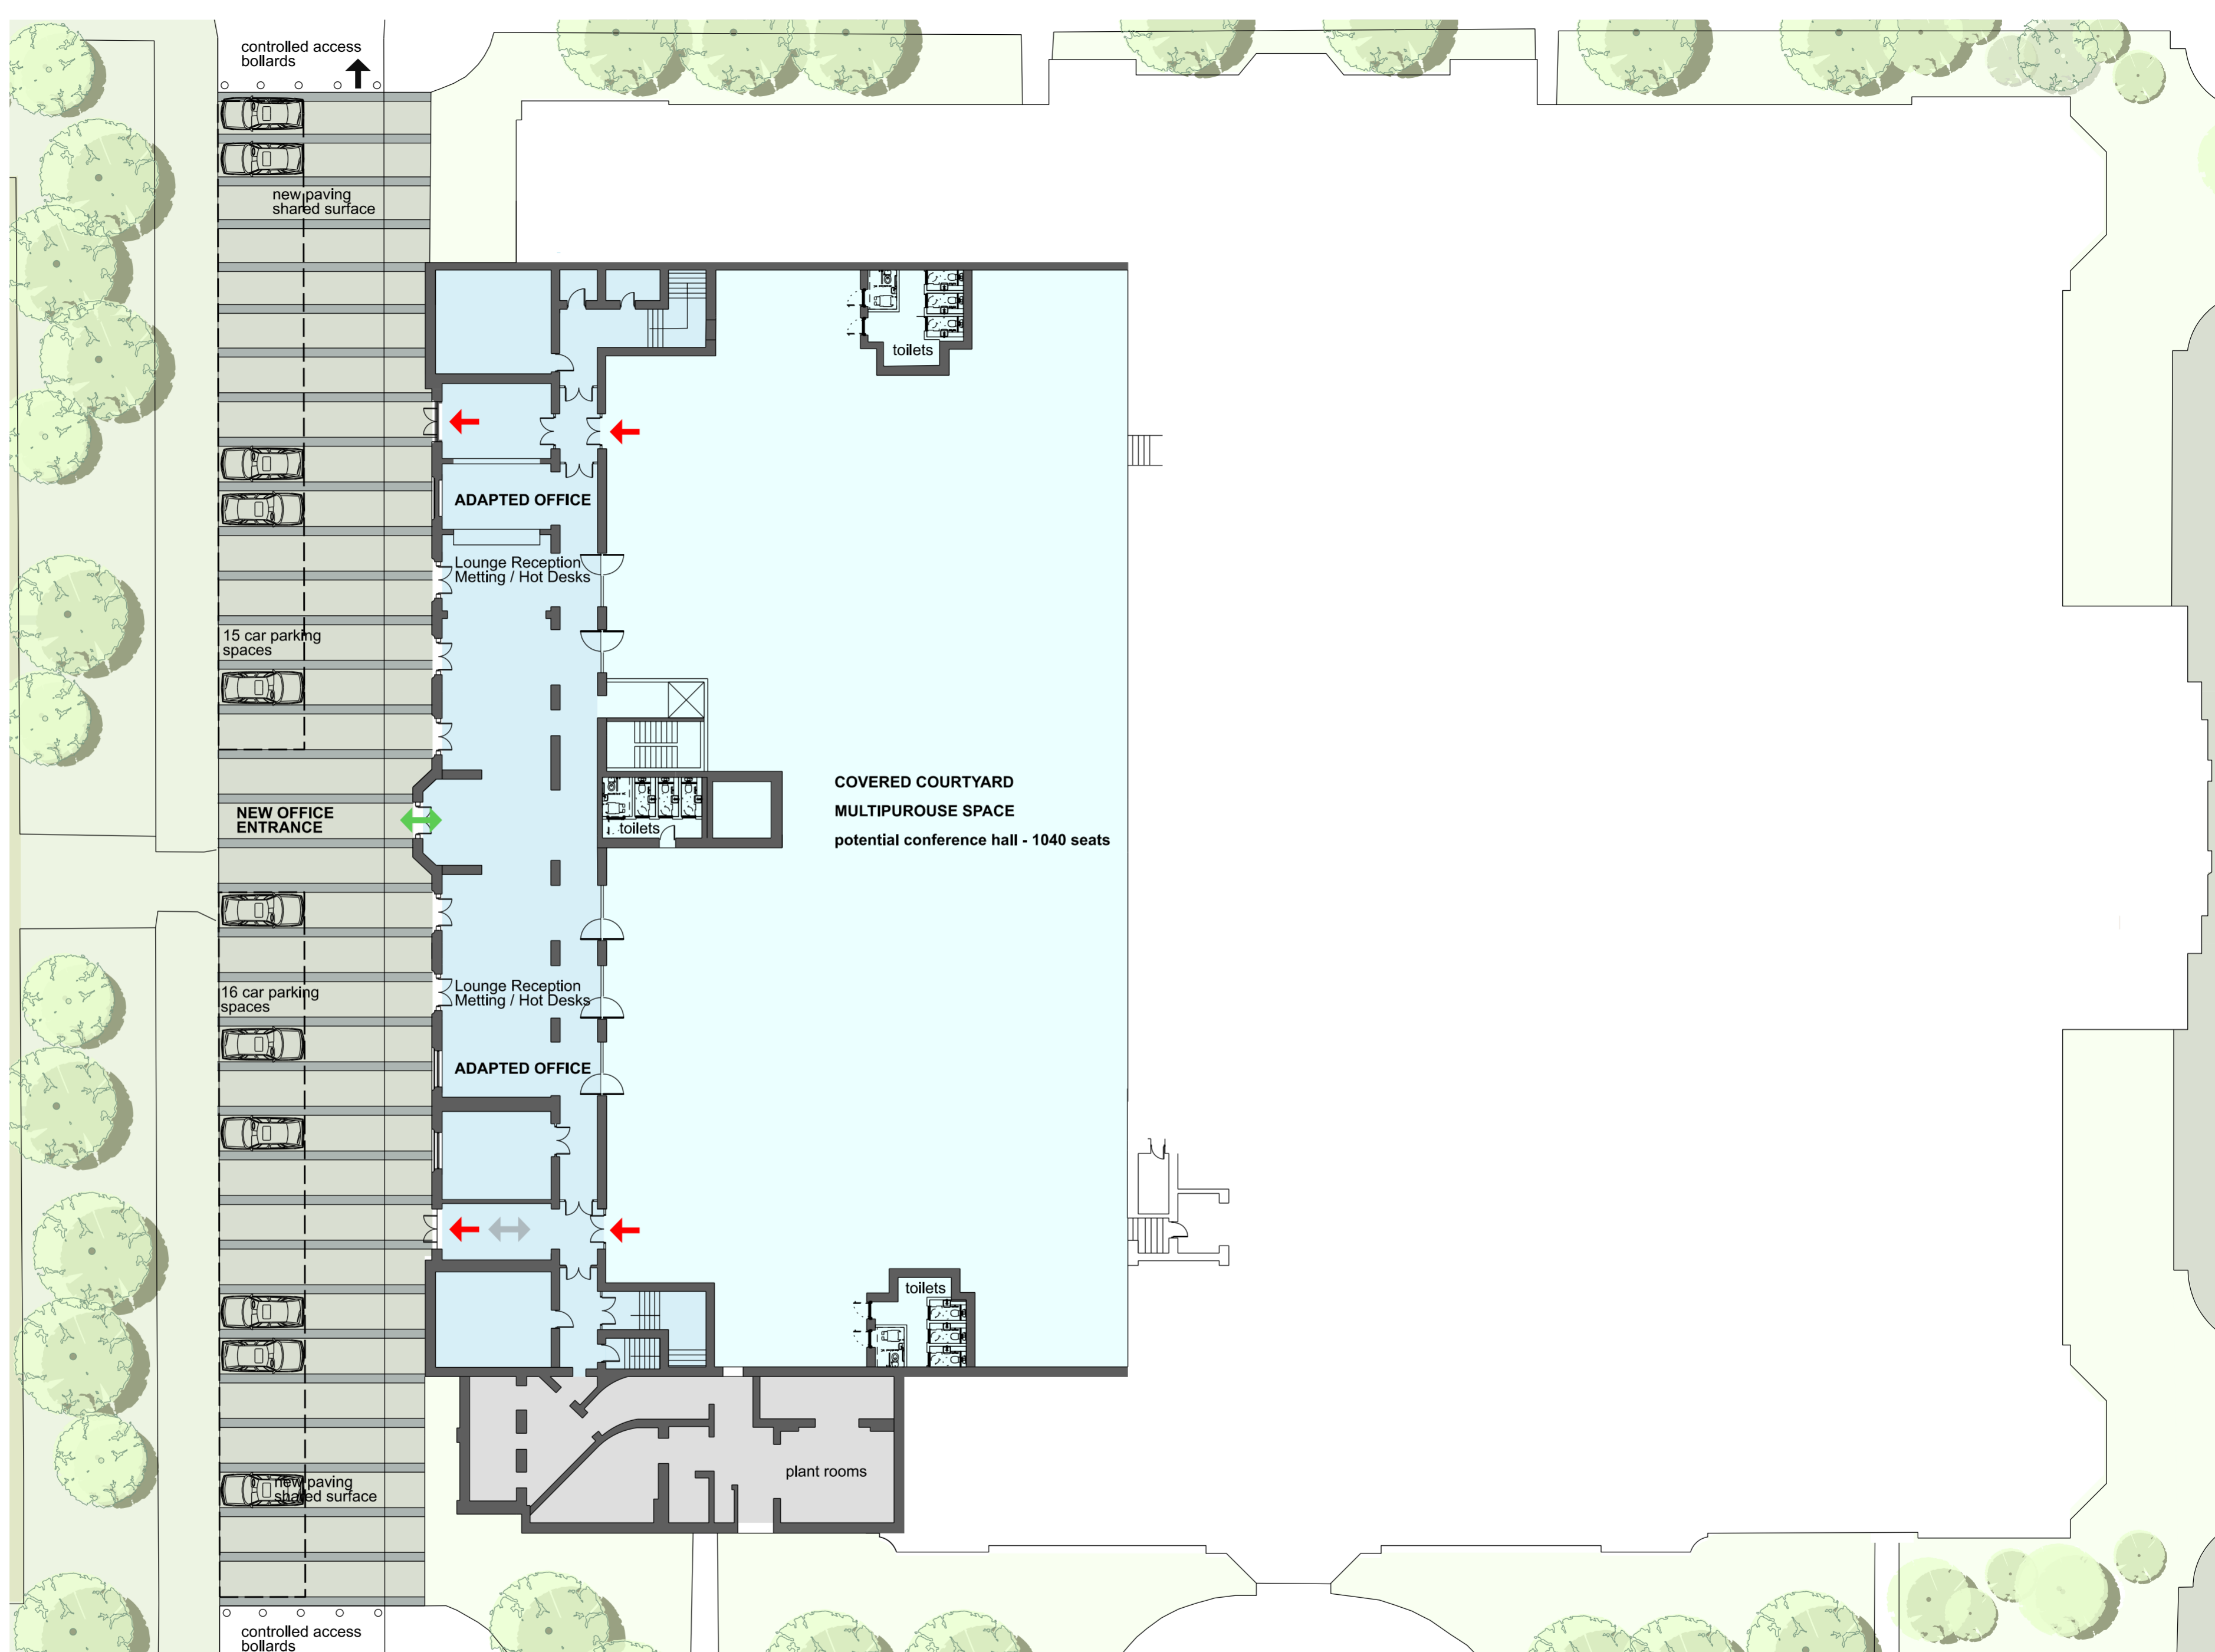 controlled access
bollards
new paving
shared surface
toilets
ADAPTED OFFICE
Lounge Reception
Metting / Hot Desks
15 car parking
spaces
NEW OFFICE
ENTRANCE
toilets
COVERED COURTYARD
MULTIPUROUSE SPACE
potential conference hall - 1040 seats
Lounge Reception
Metting / Hot Desks
16 car parking
spaces
ADAPTED OFFICE
toilets
plant rooms
new paving
shared surface
controlled access
bollards